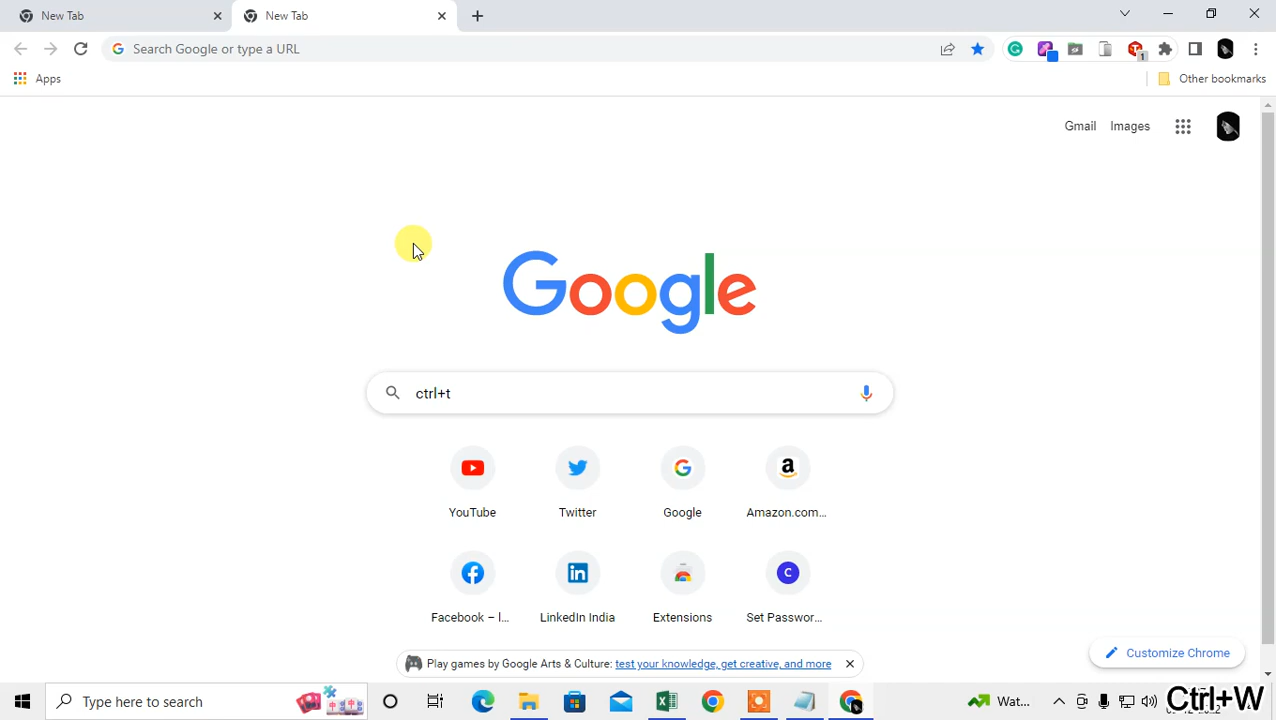 New Tab
New Tab
Search Google or type a URL
Apps
Other bookmarks
1
Gmail
Images
Google
ctrl+t
YouTube
Twitter
Google
Amazon.com...
Facebook – l...
LinkedIn India
Extensions
C
Set Passwor...
Play games by Google Arts & Culture: test your knowledge, get creative, and more
Customize Chrome
Type here to search
Wat...
Ctrl+W